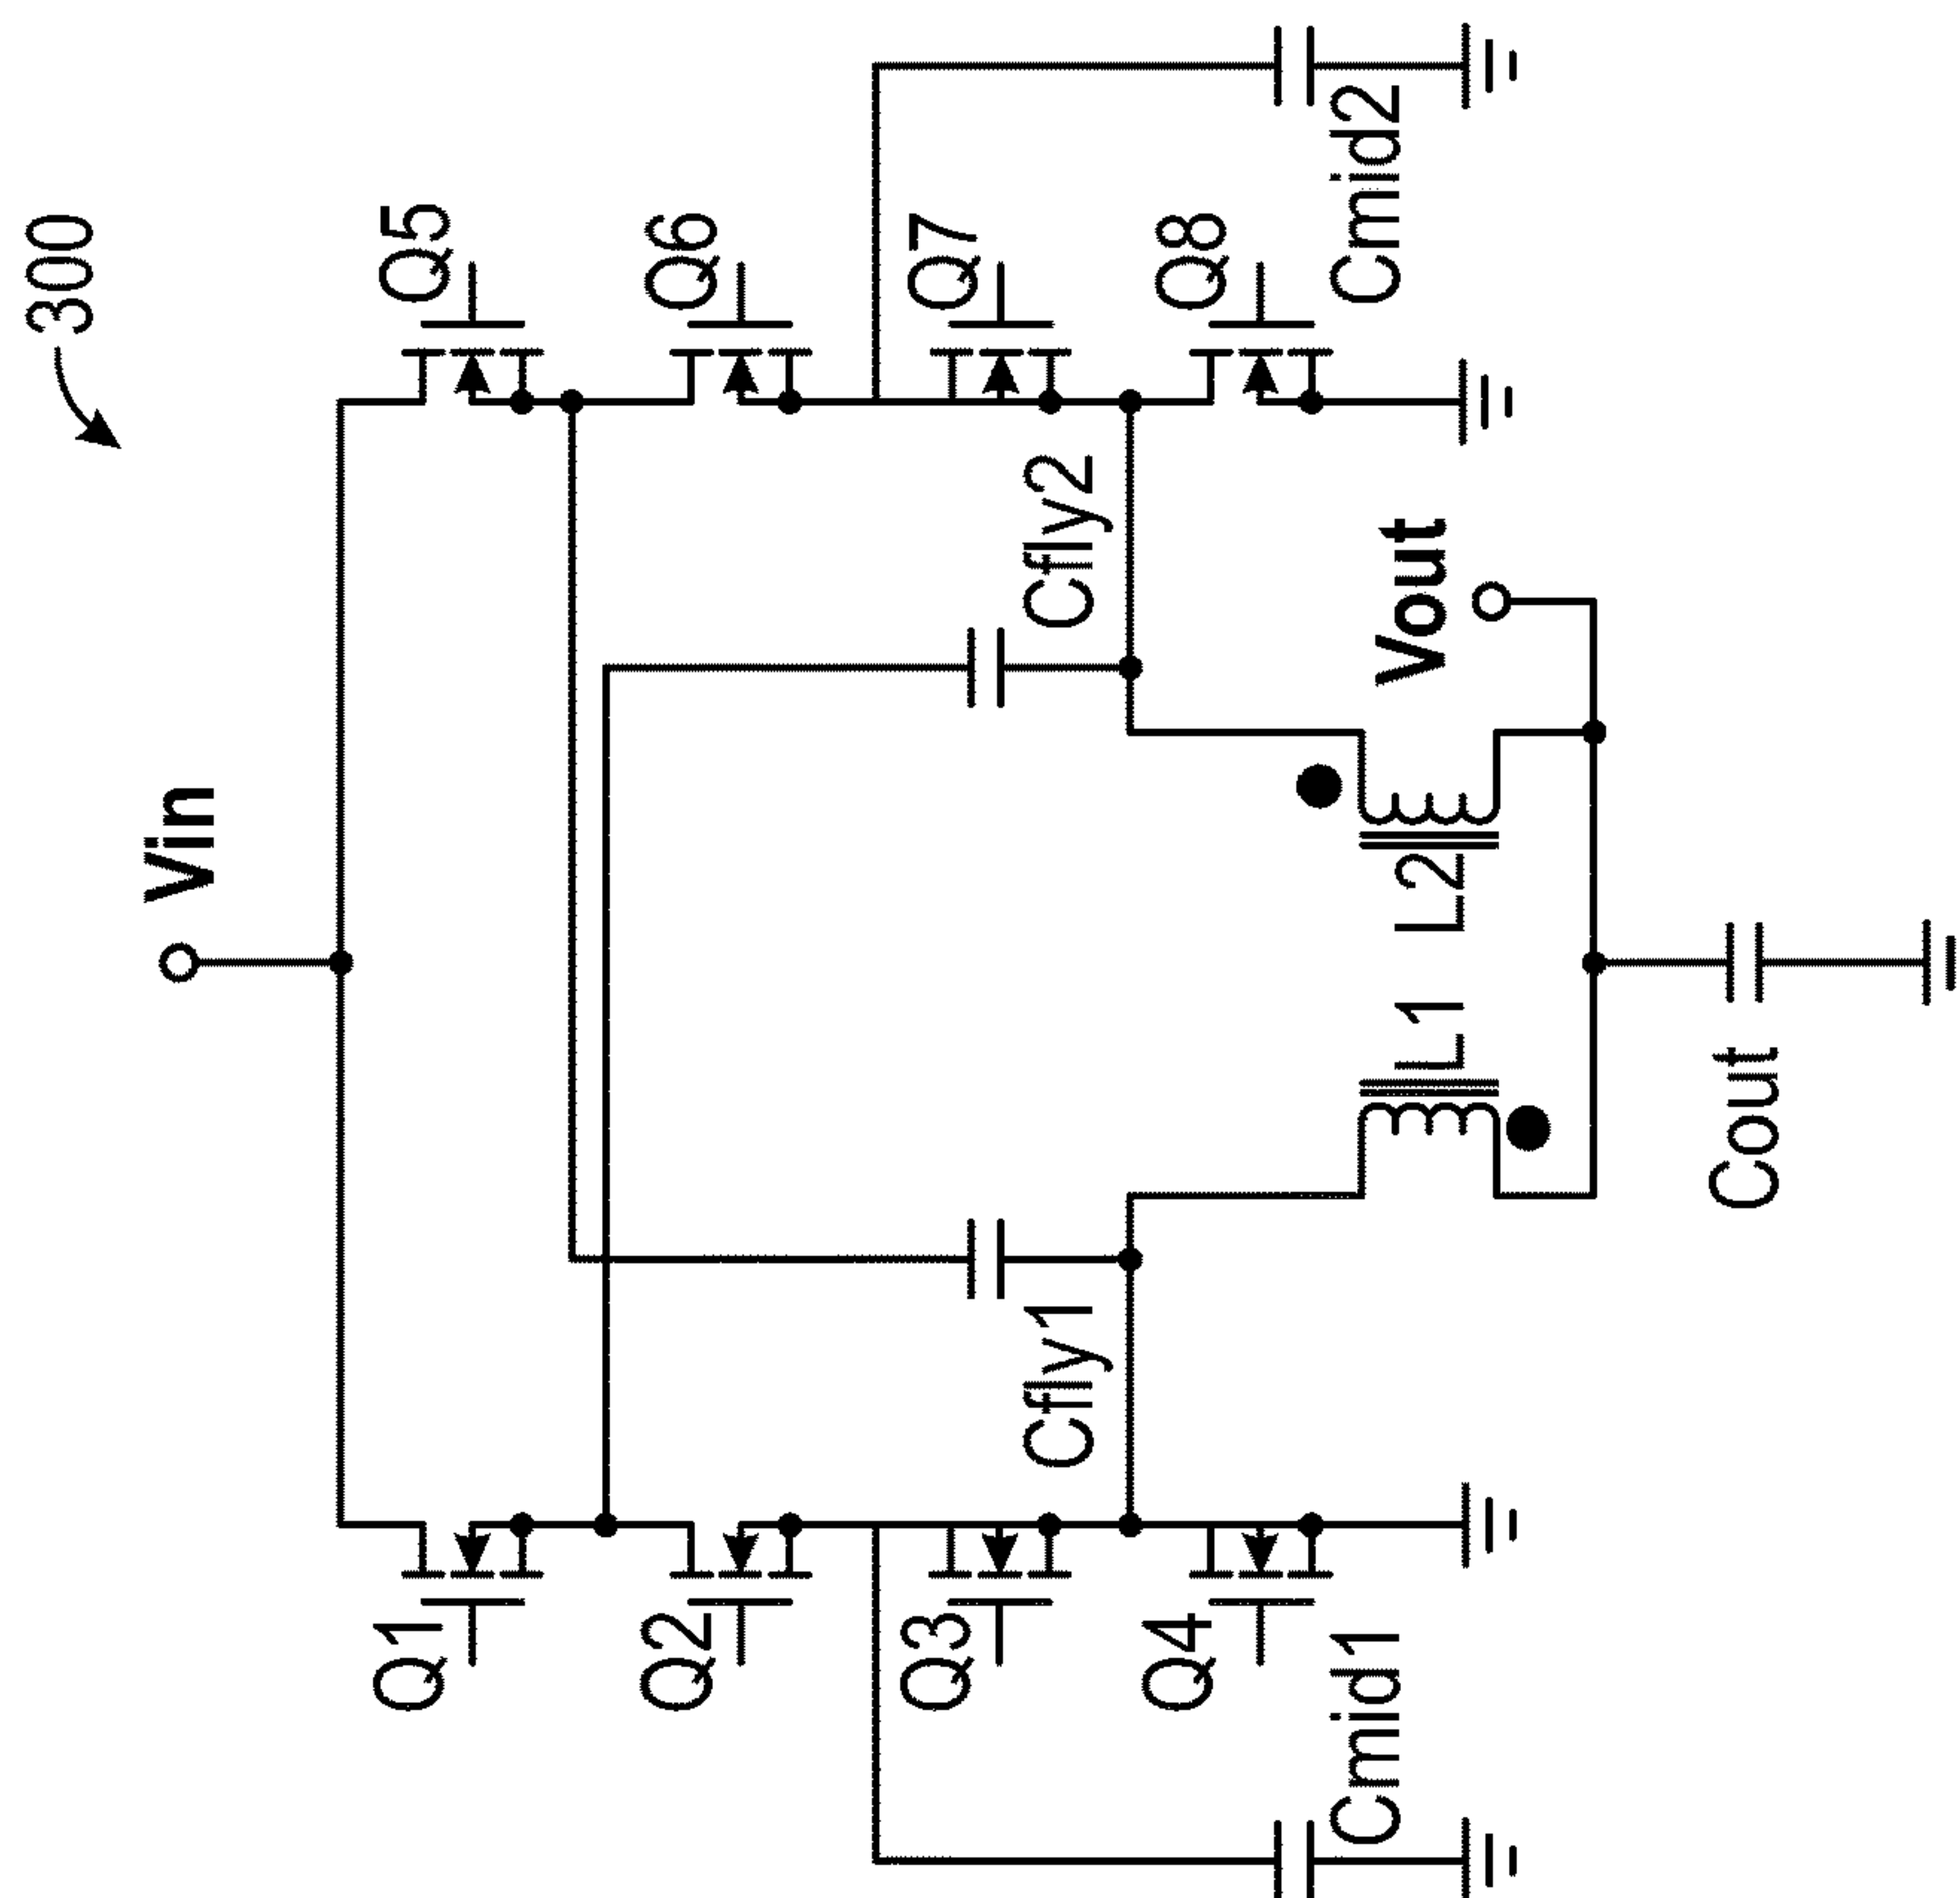 300
Vin
Q1
Q5
Q2
Q6
Q3
Q7
Q4
Q8
Cfly1
Cfly2
Cmid1
L1
L2
Vout
Cmid2
Cout